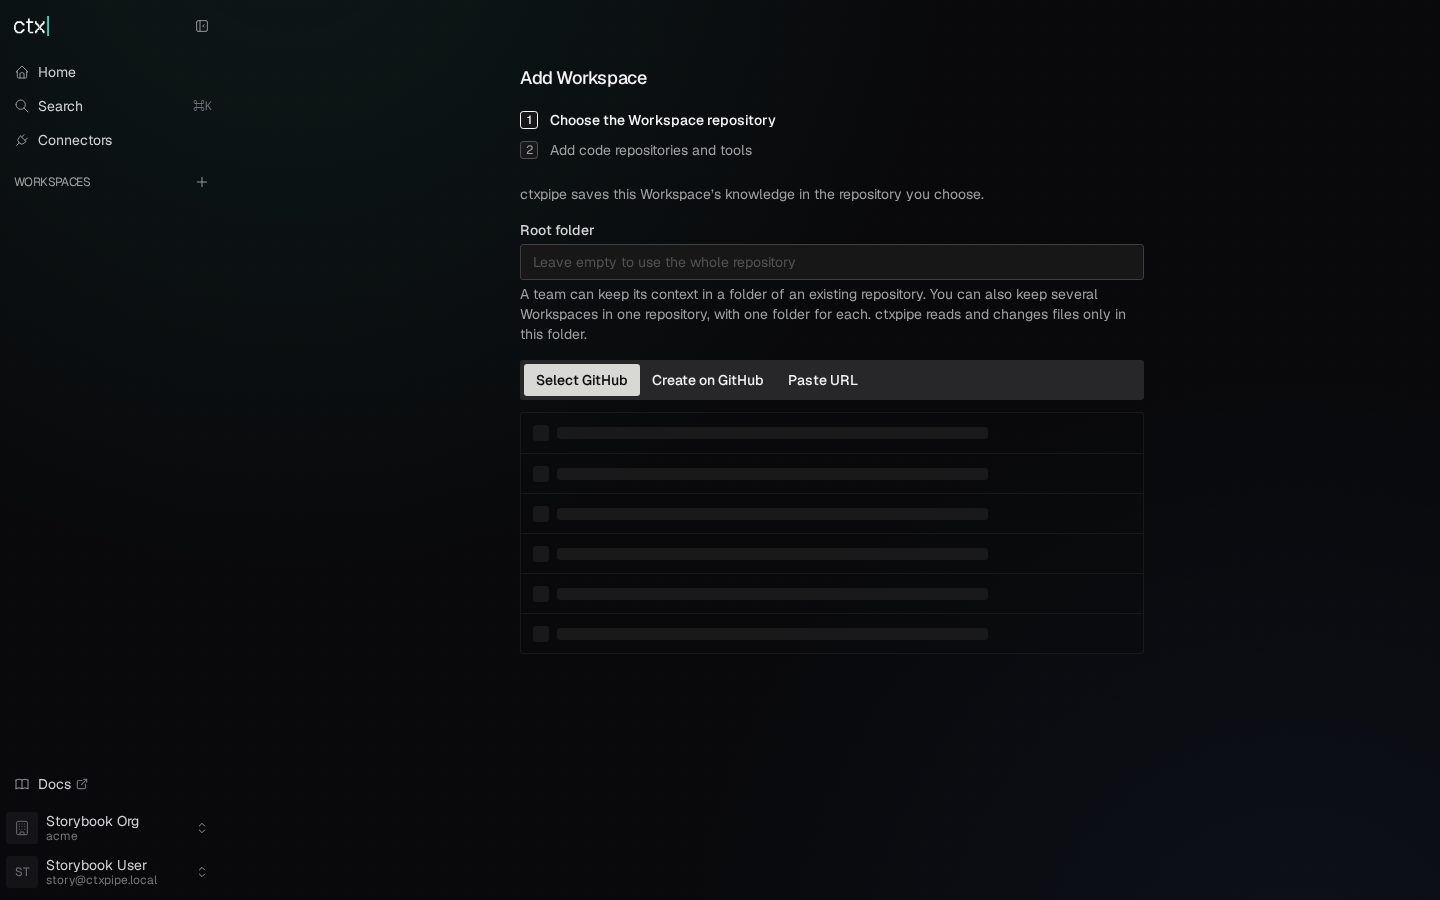 ctx
Home
Search ⌘K
Connectors
WORKSPACES
Add Workspace
1 Choose the Workspace repository
2 Add code repositories and tools
ctxpipe saves this Workspace's knowledge in the repository you choose.
Root folder
Leave empty to use the whole repository
A team can keep its context in a folder of an existing repository. You can also keep several
Workspaces in one repository, with one folder for each. ctxpipe reads and changes files only in
this folder.
Select GitHub Create on GitHub Paste URL
Docs
Storybook Org
acme
ST
Storybook User
story@ctxpipe.local